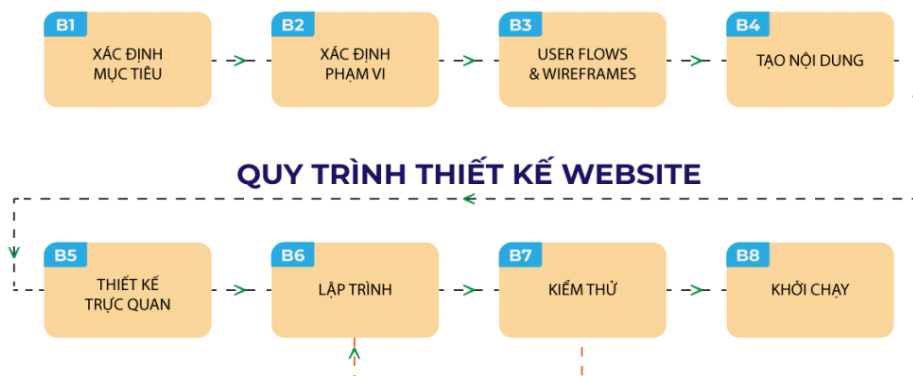 B1
XÁC ĐỊNH
MỤC TIÊU
B2
XÁC ĐỊNH
PHẠM VI
B3
USER FLOWS
& WIREFRAMES
B4
TẠO NỘI DUNG
QUY TRÌNH THIẾT KẾ WEBSITE
B5
THIẾT KẾ
TRỰC QUAN
B6
LẬP TRÌNH
B7
KIỂM THỬ
B8
KHỞI CHẠY